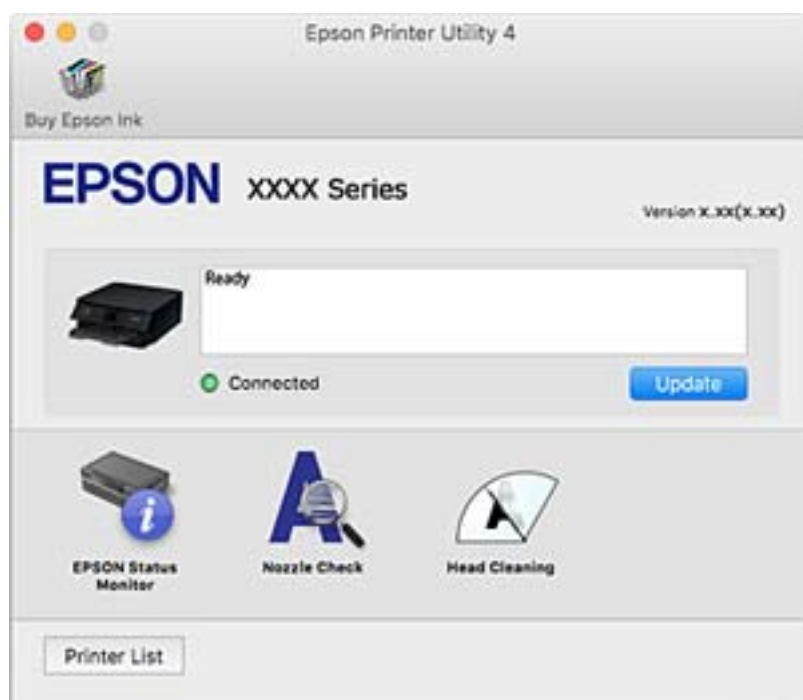 Epson Printer Utility 4
Buy Epson Ink
EPSON XXXX Series
Version x.xx(x.xx)
Ready
Connected
Update
EPSON Status
Monitor
Nozzle Check
Head Cleaning
Printer List